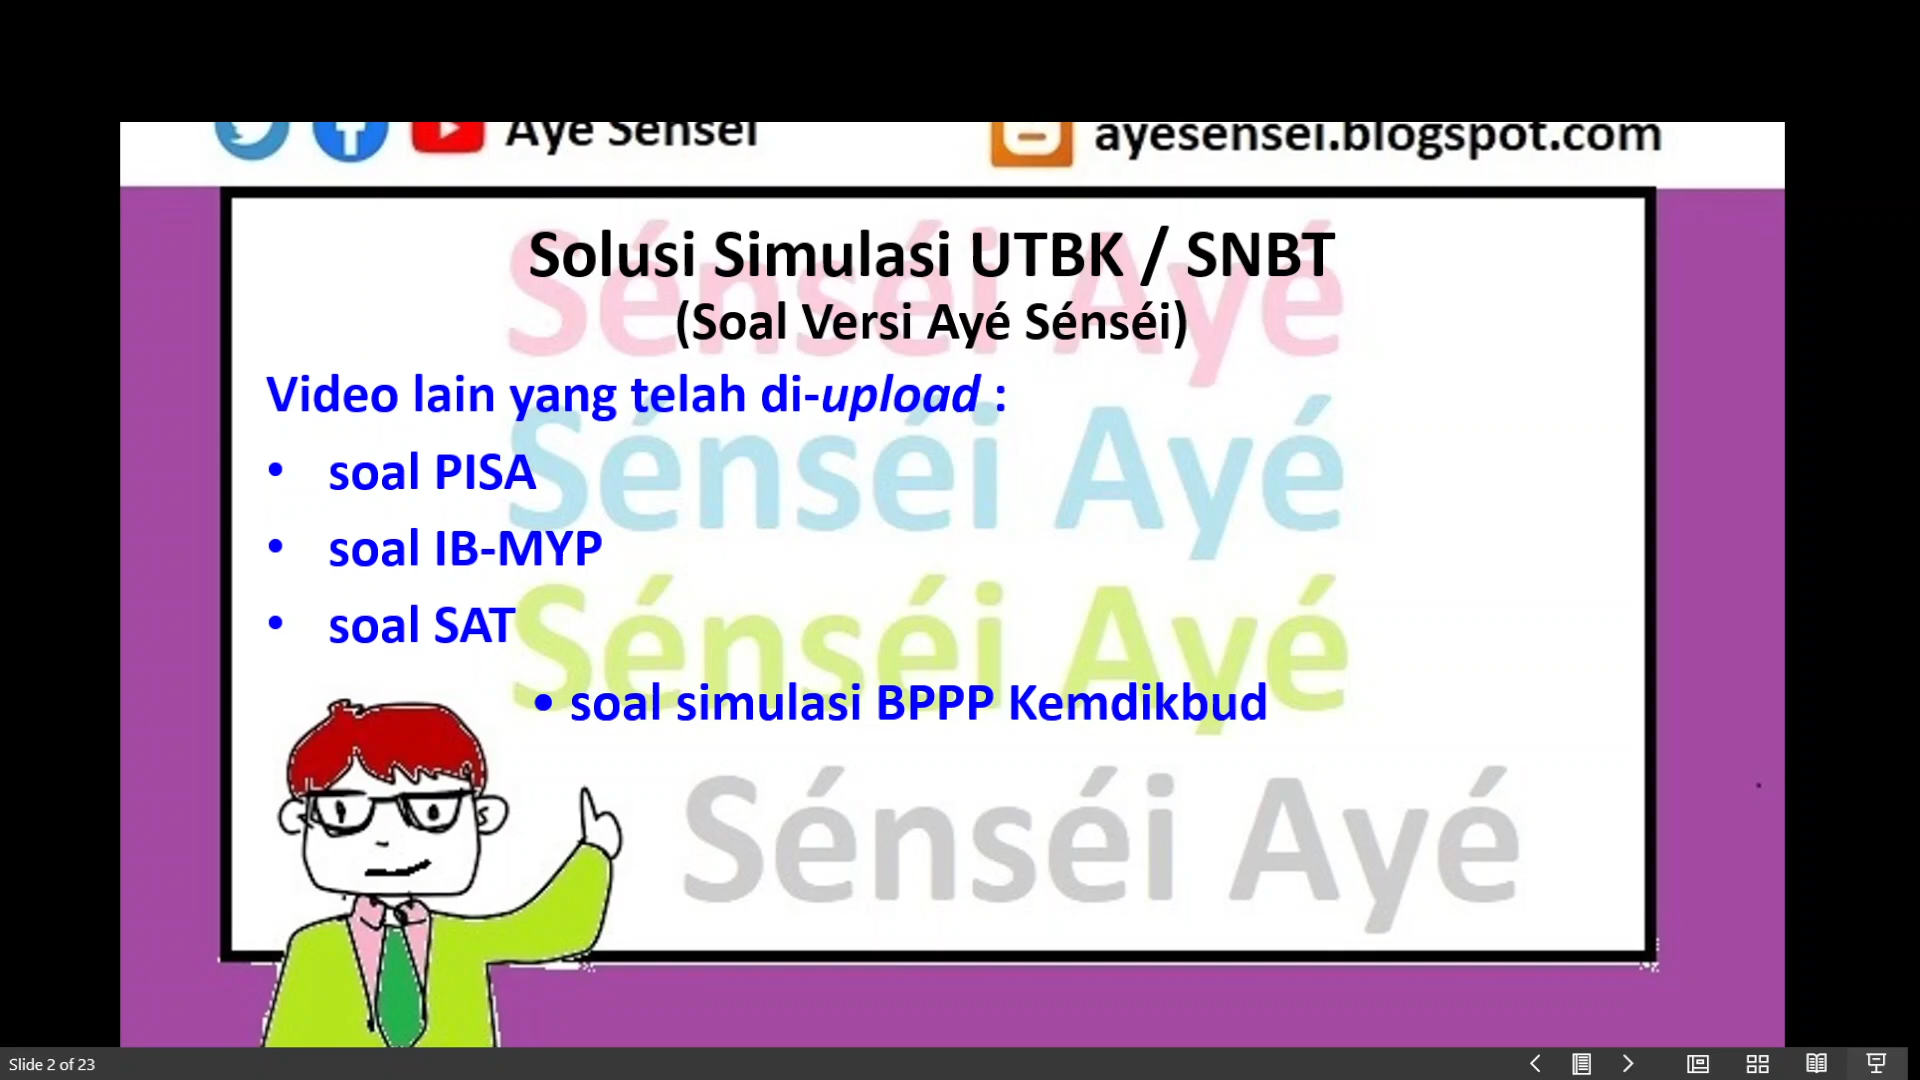 Ayé Sénséi
ayesensei.blogspot.com
Solusi Simulasi UTBK / SNBT
(Soal Versi Ayé Sénséi)
Video lain yang telah di-upload :
• soal PISA
• soal IB-MYP
• soal SAT
• soal simulasi BPPP Kemdikbud
Sénséi Ayé
Sénséi Ayé
Sénséi Ayé
Sénséi Ayé
Slide 2 of 23